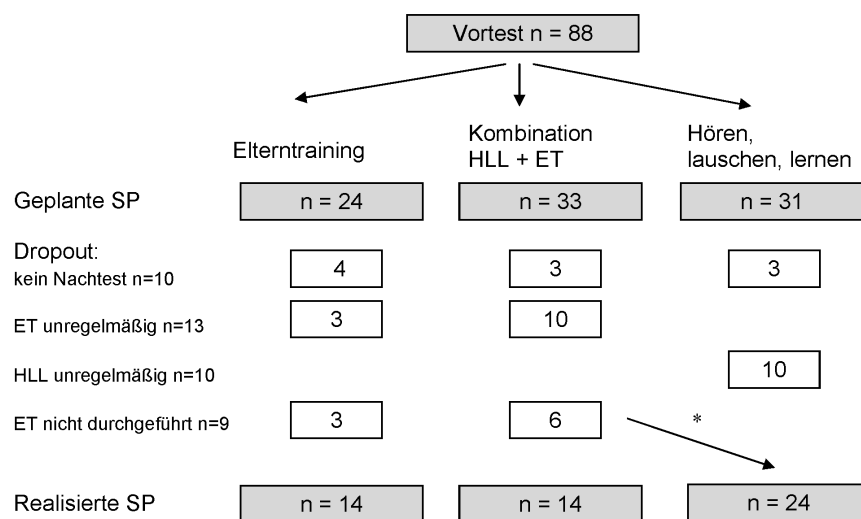 Vortest n = 88
Elterntraining
Kombination
HLL + ET
Hören,
lauschen, lernen
Geplante SP
n = 24
n = 33
n = 31
Dropout:
kein Nachtest n=10
4
3
3
ET unregelmäßig n=13
3
10
HLL unregelmäßig n=10
10
ET nicht durchgeführt n=9
3
6
*
Realisierte SP
n = 14
n = 14
n = 24